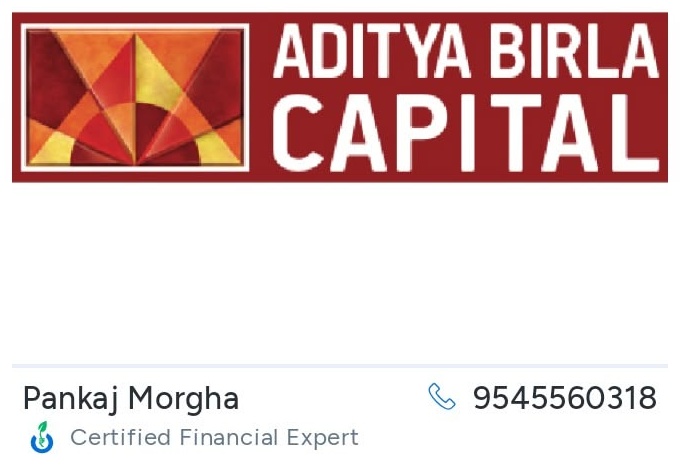 ADITYA BIRLA
CAPITAL
Pankaj Morgha
9545560318
Certified Financial Expert